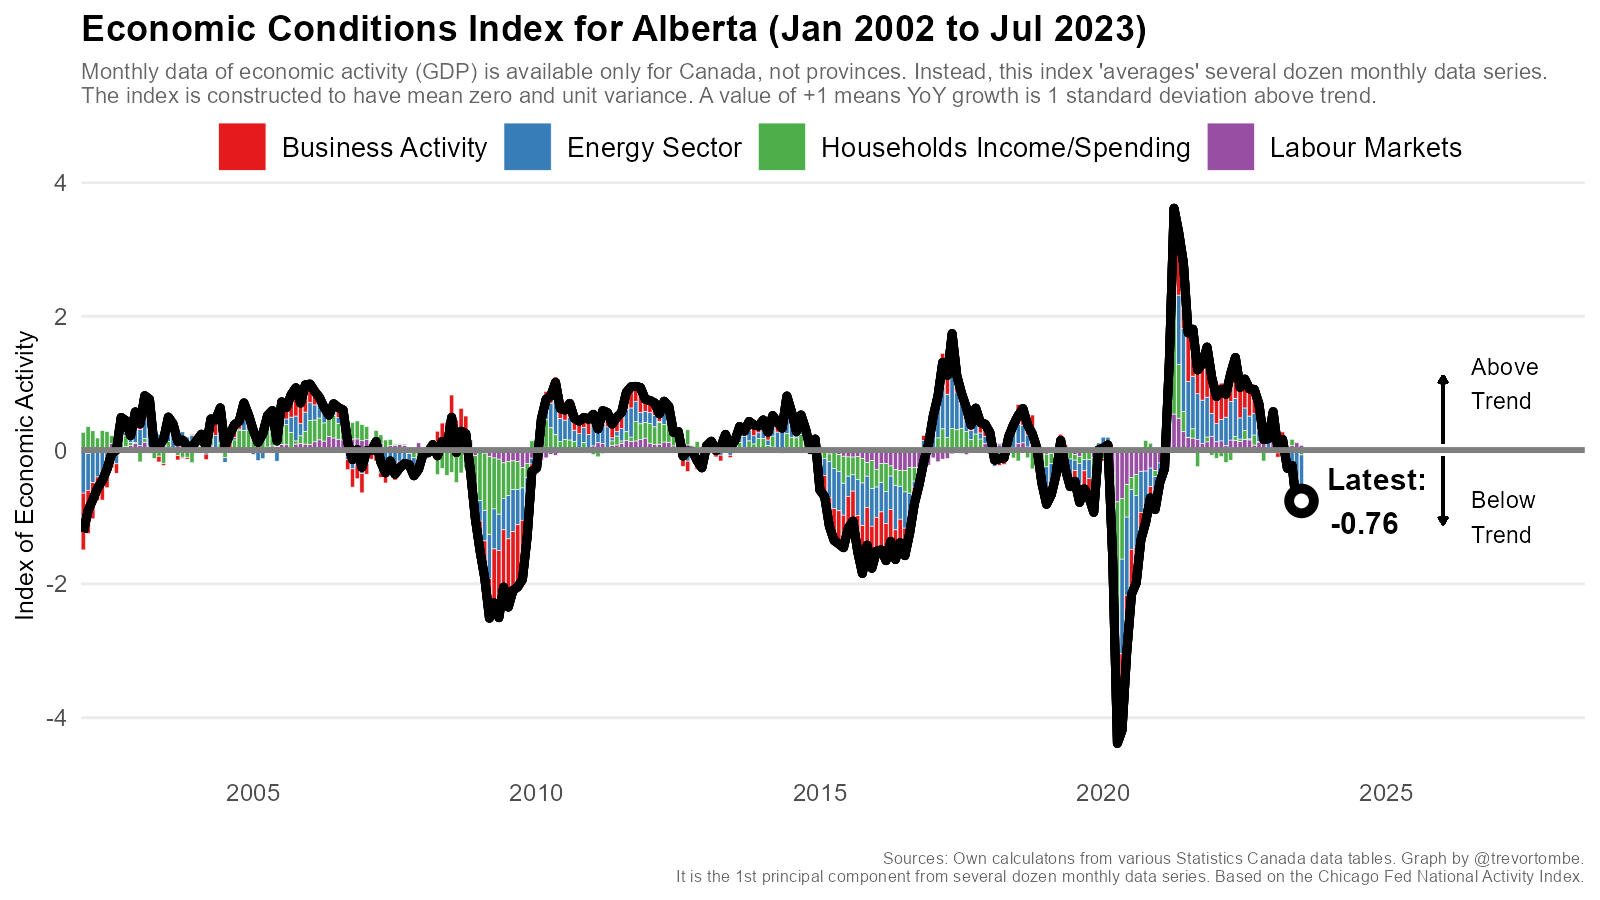 Economic Conditions Index for Alberta (Jan 2002 to Jul 2023)
Monthly data of economic activity (GDP) is available only for Canada, not provinces. Instead, this index 'averages' several dozen monthly data series.
The index is constructed to have mean zero and unit variance. A value of +1 means YoY growth is 1 standard deviation above trend.
Business Activity
Energy Sector
Households Income/Spending
Labour Markets
Index of Economic Activity
4
2
0
-2
-4
Above
Trend
Latest:
-0.76
Below
Trend
2005
2010
2015
2020
2025
Sources: Own calculatons from various Statistics Canada data tables. Graph by @trevortombe.
It is the 1st principal component from several dozen monthly data series. Based on the Chicago Fed National Activity Index.